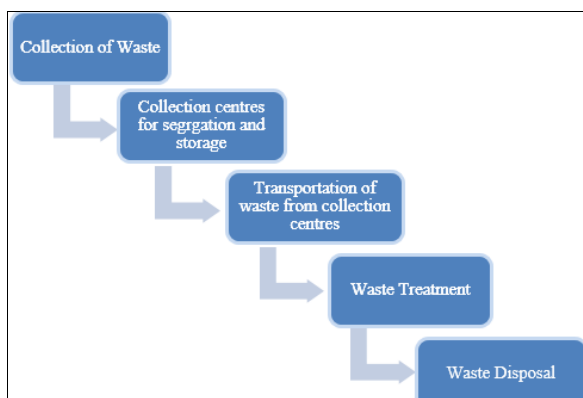 Collection of Waste
Collection centres
for segrgation and
storage
Transportation of
waste from collection
centres
Waste Treatment
Waste Disposal